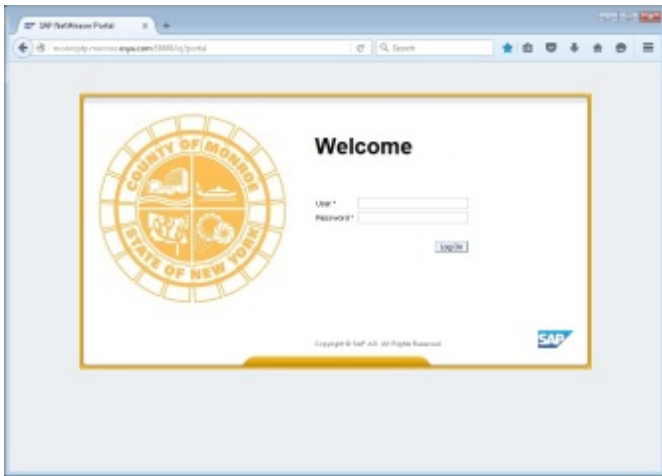 SAP NetWeaver Portal
Search
COUNTY OF MONROE
STATE OF NEW YORK
Welcome
User *
Password *
Log On
Copyright © SAP AG. All Rights Reserved.
SAP